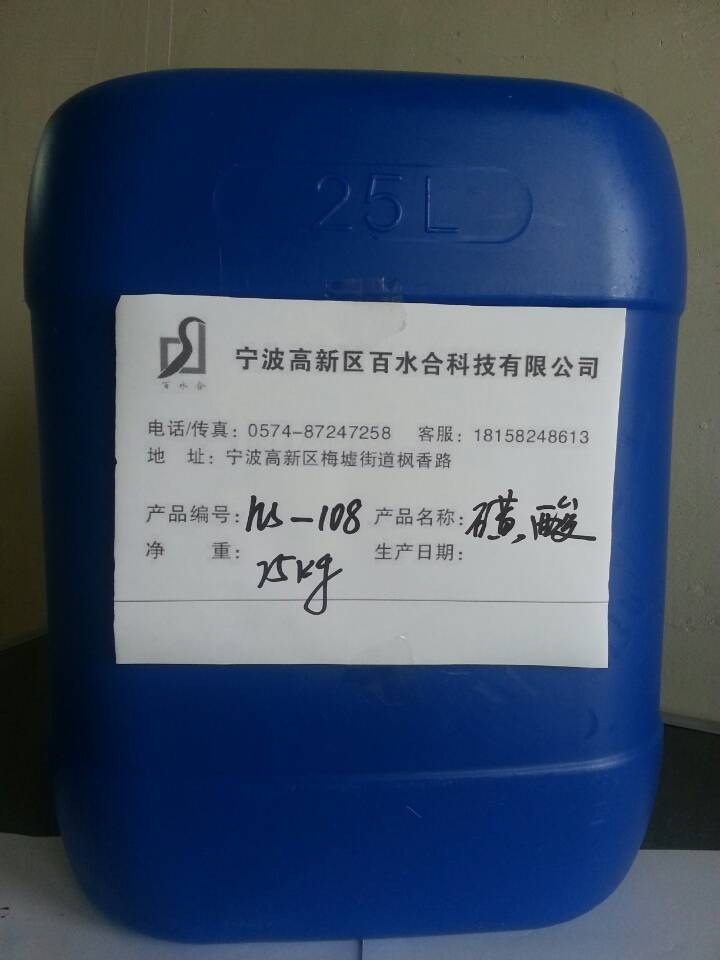 25L
宁波高新区百水合科技有限公司
百水合
电话/传真：0574-87247258 客服：18158248613
地 址：宁波高新区梅墟街道枫香路
产品编号：HS-108 产品名称：磺酸
净 重：25kg 生产日期：